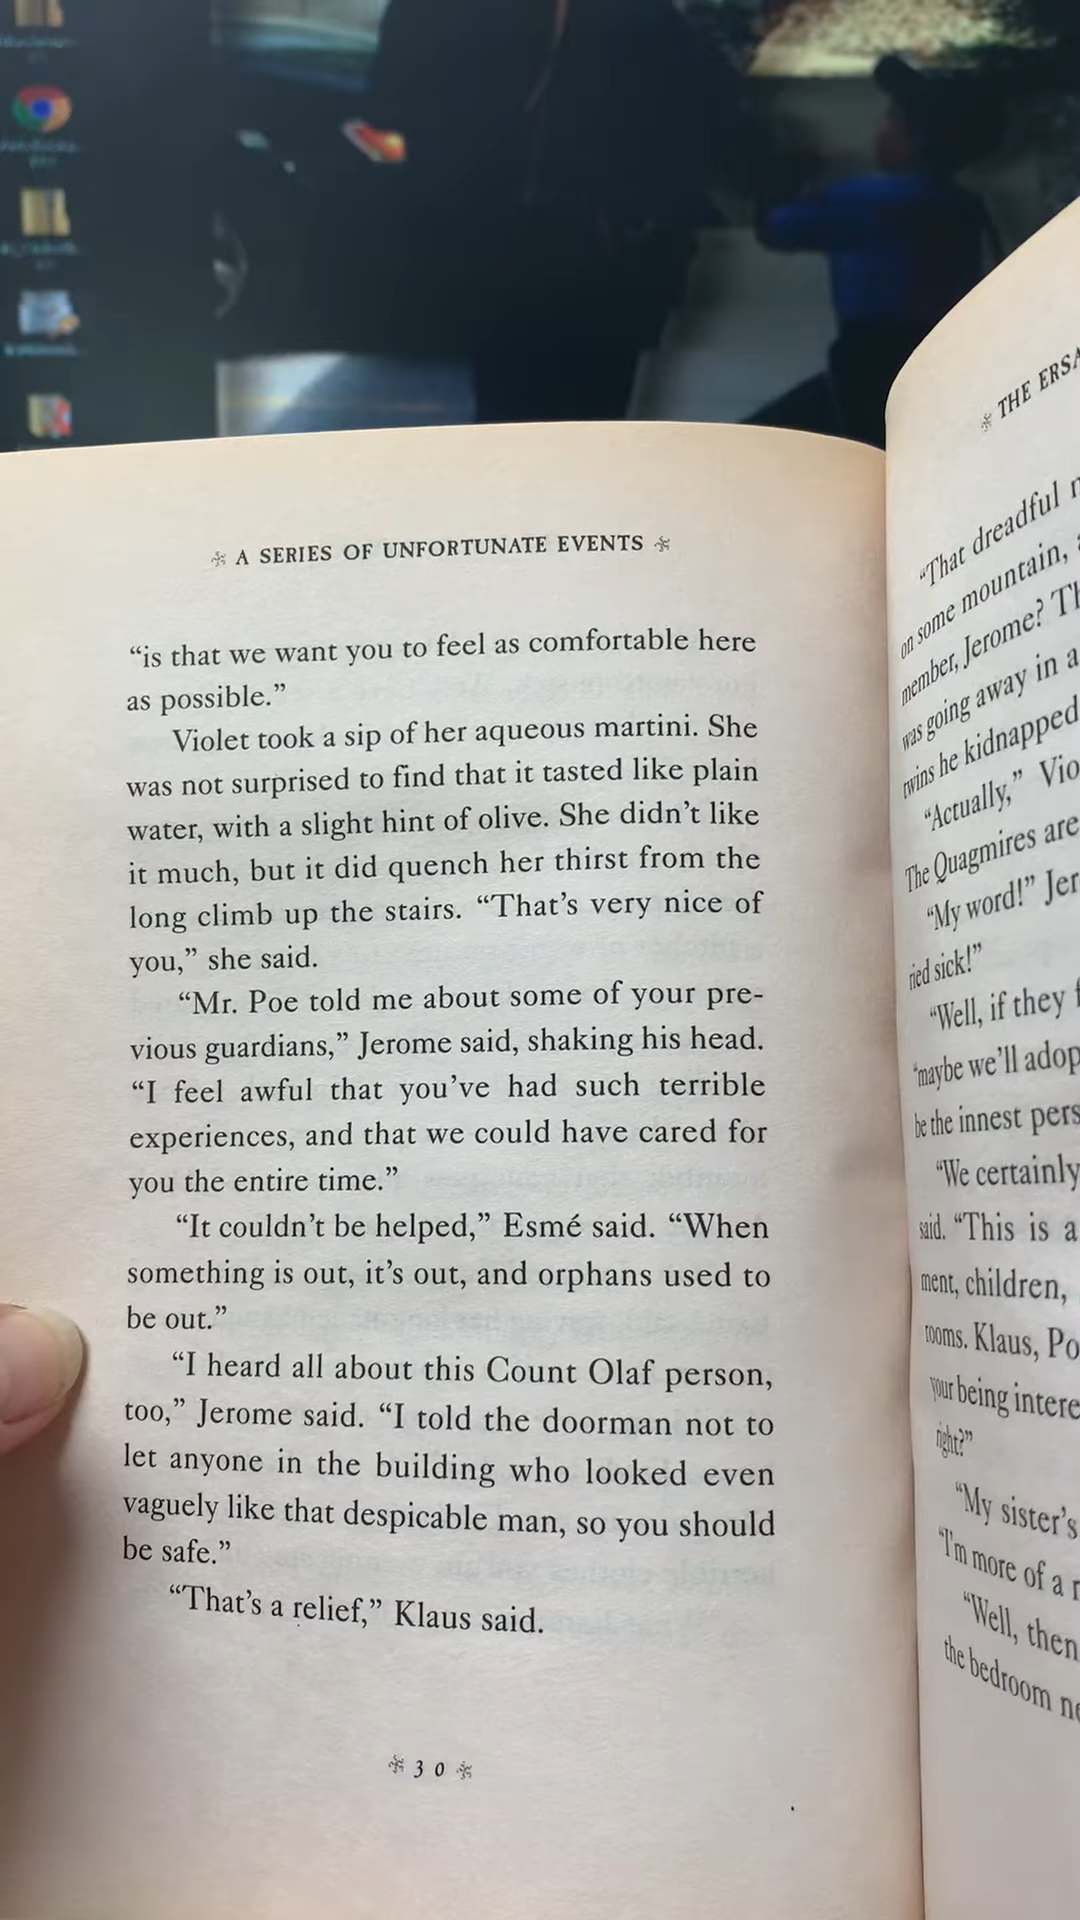 A SERIES OF UNFORTUNATE EVENTS
“is that we want you to feel as comfortable here
as possible.”
Violet took a sip of her aqueous martini. She
was not surprised to find that it tasted like plain
water, with a slight hint of olive. She didn’t like
it much, but it did quench her thirst from the
long climb up the stairs. “That’s very nice of
you,” she said.
“Mr. Poe told me about some of your pre-
vious guardians,” Jerome said, shaking his head.
“I feel awful that you’ve had such terrible
experiences, and that we could have cared for
you the entire time.”
“It couldn’t be helped,” Esmé said. “When
something is out, it’s out, and orphans used to
be out.”
“I heard all about this Count Olaf person,
too,” Jerome said. “I told the doorman not to
let anyone in the building who looked even
vaguely like that despicable man, so you should
be safe.”
“That’s a relief,” Klaus said.
30
THE
“That dreadful
on some mountain,
member, Jerome?
was going away in a
twins he kidnapped
“Actually,”
The Quagmires are
“My word!”
ried sick!”
“Well, if they
“maybe we’ll
be the innest
“We certainly
said. “This is a
ment, children,
rooms. Klaus,
your being
right?”
“My sister’s
“I’m more of a
“Well, then
the bedroom